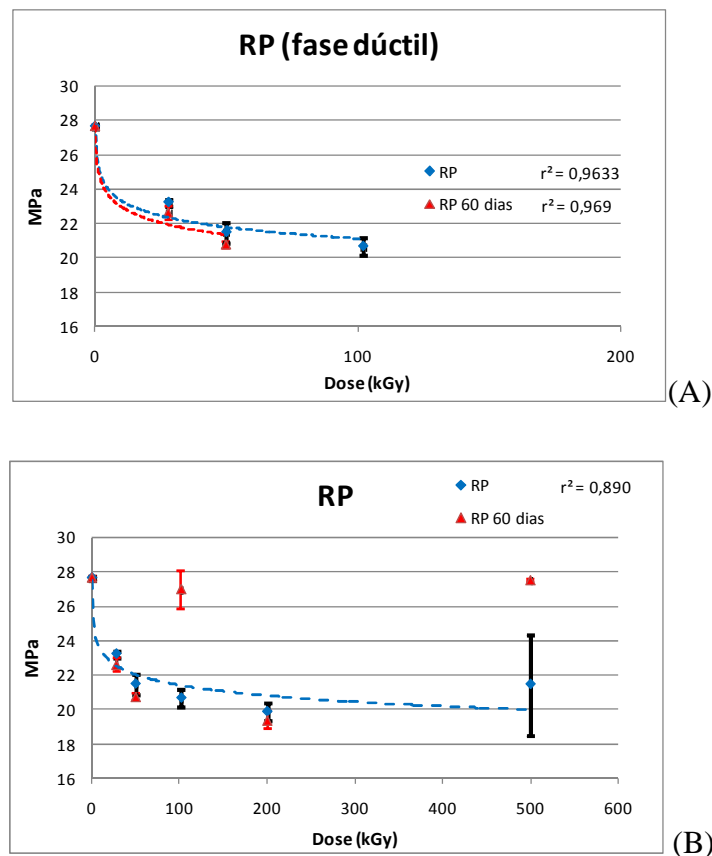 RP (fase dúctil)
30
28
26
24
22
20
18
16
MPa
RP r² = 0,9633
RP 60 dias r² = 0,969
0 100 200
Dose (kGy)
(A)
RP
RP r² = 0,890
RP 60 dias
30
28
26
24
22
20
18
16
MPa
0 100 200 300 400 500 600
Dose (kGy)
(B)